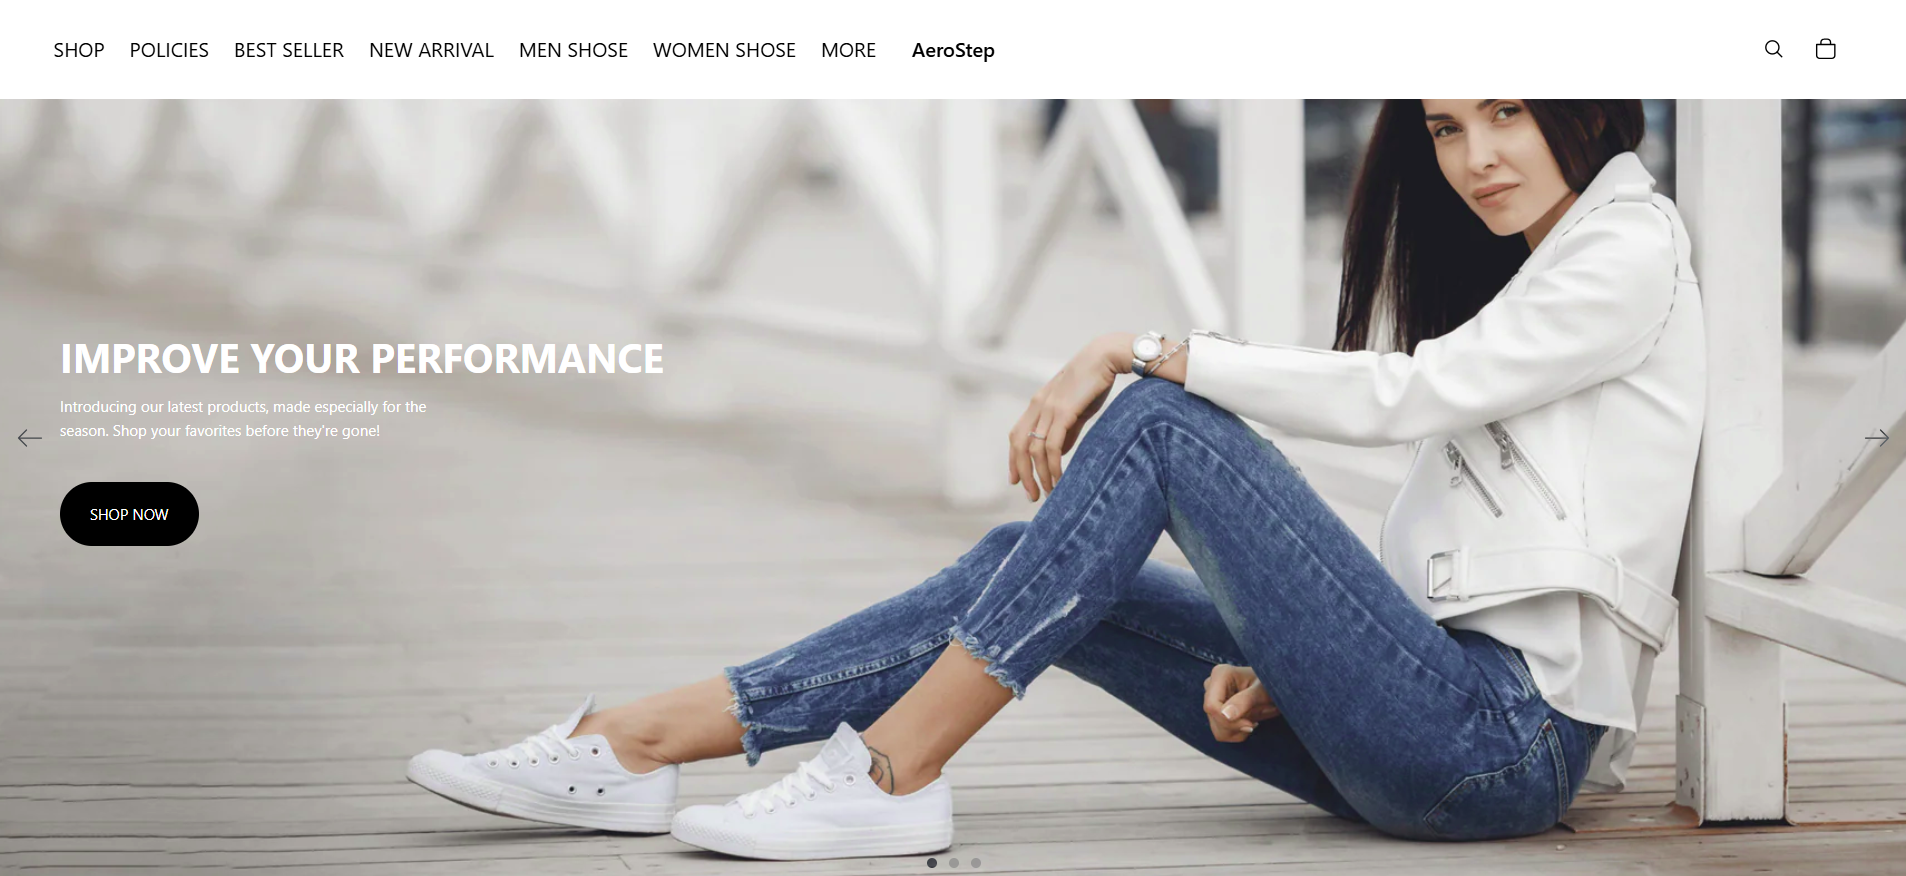 SHOP POLICIES BEST SELLER NEW ARRIVAL MEN SHOSE WOMEN SHOSE MORE AeroStep
IMPROVE YOUR PERFORMANCE
Introducing our latest products, made especially for the
season. Shop your favorites before they're gone!
SHOP NOW